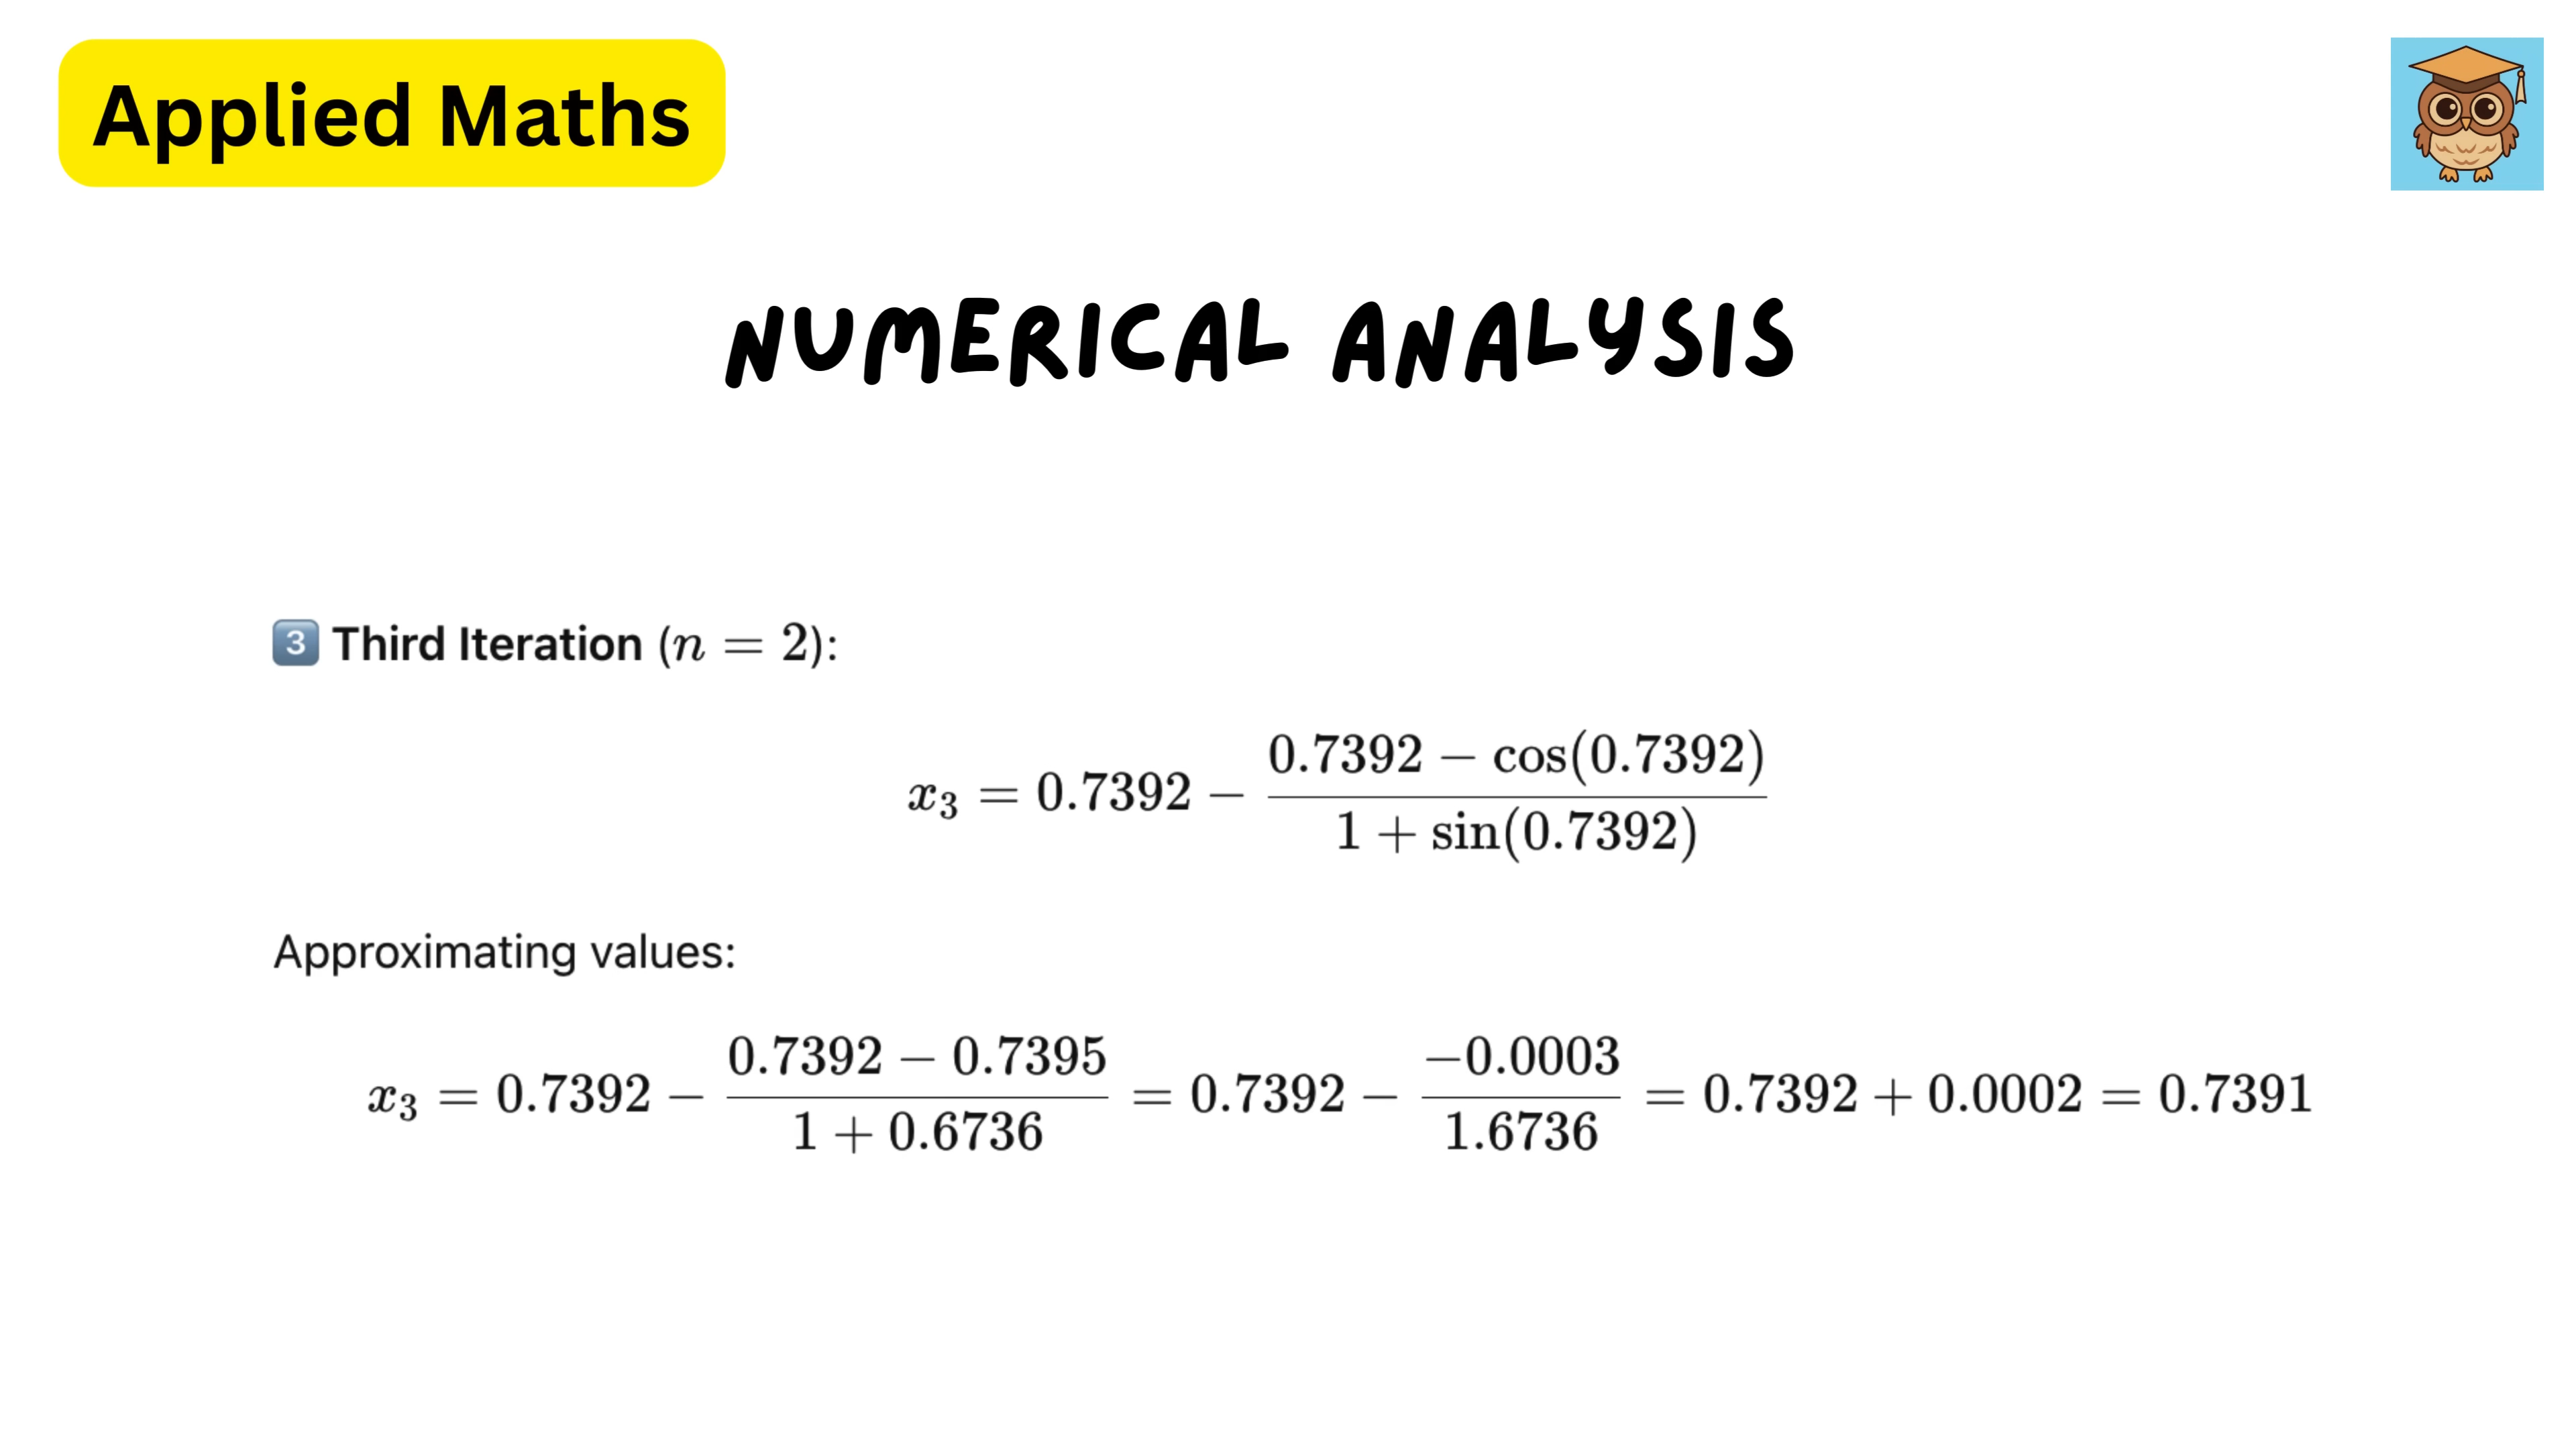 Applied Maths
NUMERICAL ANALYSIS
3 Third Iteration (n = 2):
x₃ = 0.7392 − (0.7392 − cos(0.7392)) / (1 + sin(0.7392))
Approximating values:
x₃ = 0.7392 − (0.7392 − 0.7395) / (1 + 0.6736) = 0.7392 − (−0.0003) / 1.6736 = 0.7392 + 0.0002 = 0.7391